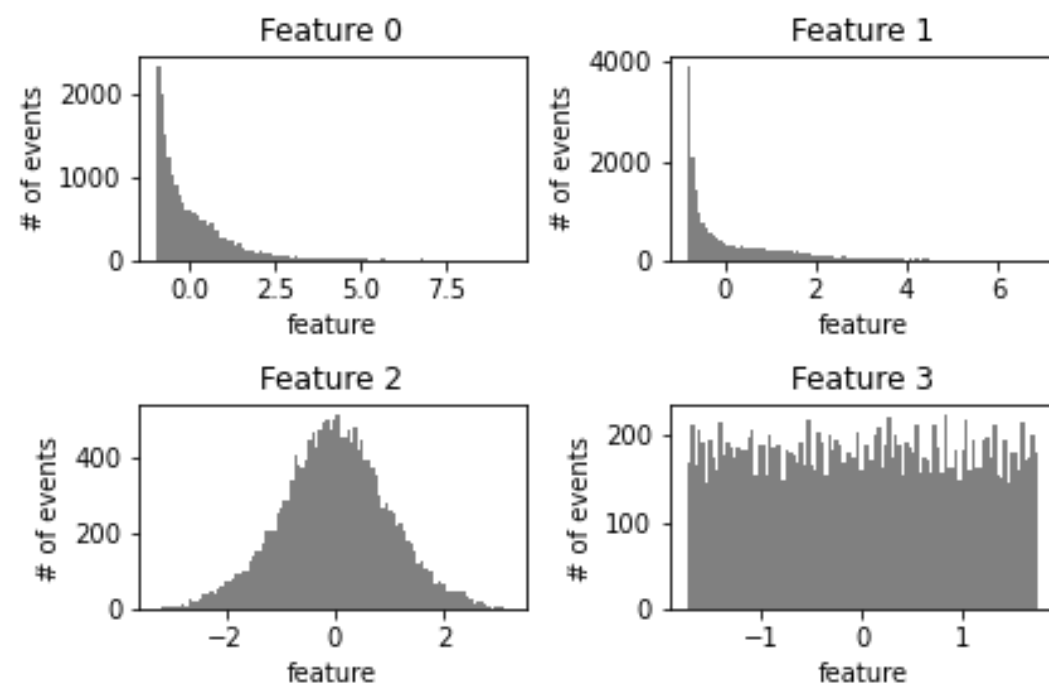 Feature 0
2000
1000
0
# of events
0.0 2.5 5.0 7.5
feature
Feature 1
4000
2000
0
# of events
0 2 4 6
feature
Feature 2
400
200
0
# of events
−2 0 2
feature
Feature 3
200
100
0
# of events
−1 0 1
feature